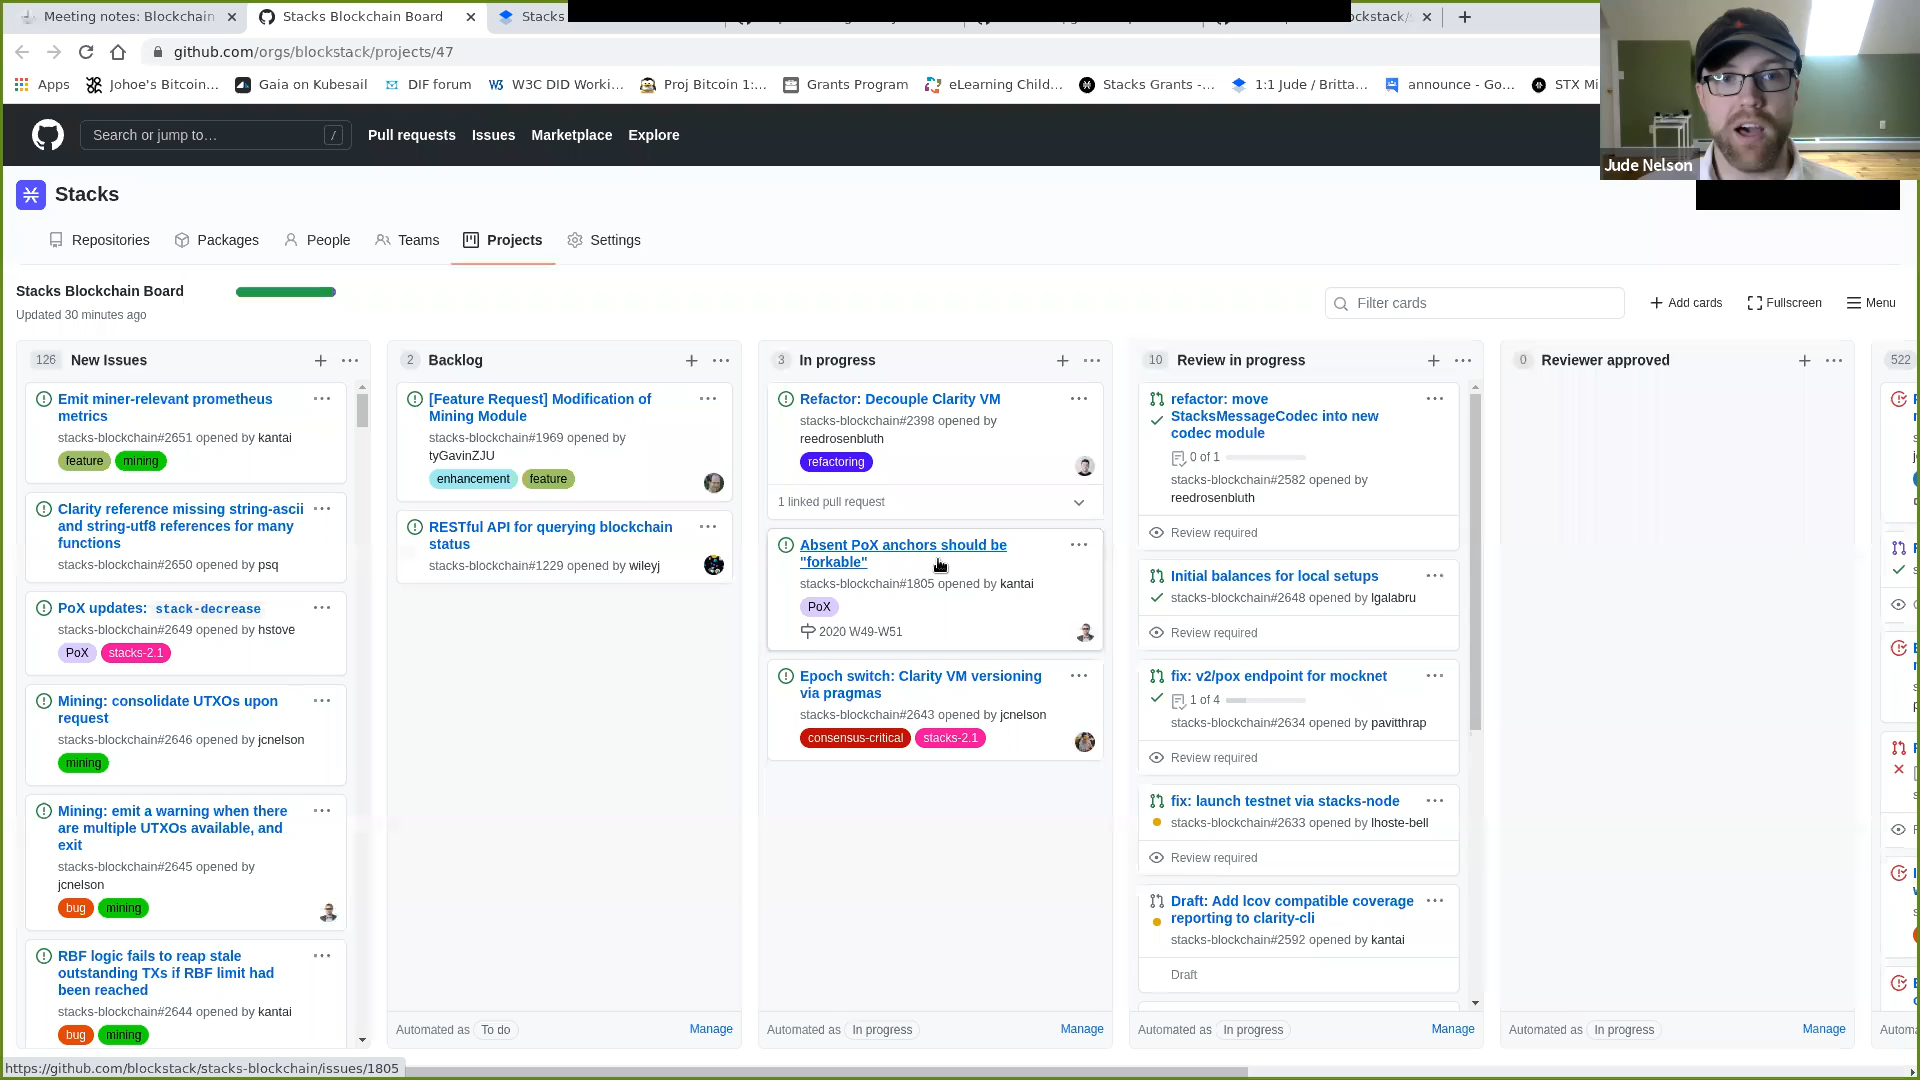 Meeting notes: Blockchain
Stacks Blockchain Board
Stacks
ockstack/
github.com/orgs/blockstack/projects/47
Apps
Johoe's Bitcoin...
Gaia on Kubesail
DIF forum
W3C DID Worki...
Proj Bitcoin 1:...
Grants Program
eLearning Child...
Stacks Grants -...
1:1 Jude / Britta...
announce - Go...
STX Mi
Search or jump to...
/
Pull requests
Issues
Marketplace
Explore
Jude Nelson
Stacks
Repositories
Packages
People
Teams
Projects
Settings
Stacks Blockchain Board
Updated 30 minutes ago
Filter cards
Add cards
Fullscreen
Menu
126 New Issues
Emit miner-relevant prometheus
metrics
stacks-blockchain#2651 opened by kantai
feature mining
Clarity reference missing string-ascii
and string-utf8 references for many
functions
stacks-blockchain#2650 opened by psq
PoX updates: stack-decrease
stacks-blockchain#2649 opened by hstove
PoX stacks-2.1
Mining: consolidate UTXOs upon
request
stacks-blockchain#2646 opened by jcnelson
mining
Mining: emit a warning when there
are multiple UTXOs available, and
exit
stacks-blockchain#2645 opened by
jcnelson
bug mining
RBF logic fails to reap stale
outstanding TXs if RBF limit had
been reached
stacks-blockchain#2644 opened by kantai
bug mining
2 Backlog
[Feature Request] Modification of
Mining Module
stacks-blockchain#1969 opened by
tyGavinZJU
enhancement feature
RESTful API for querying blockchain
status
stacks-blockchain#1229 opened by wileyj
Automated as To do
Manage
3 In progress
Refactor: Decouple Clarity VM
stacks-blockchain#2398 opened by
reedrosenbluth
refactoring
1 linked pull request
Absent PoX anchors should be
"forkable"
stacks-blockchain#1805 opened by kantai
PoX
2020 W49-W51
Epoch switch: Clarity VM versioning
via pragmas
stacks-blockchain#2643 opened by jcnelson
consensus-critical stacks-2.1
Automated as In progress
Manage
10 Review in progress
refactor: move
StacksMessageCodec into new
codec module
0 of 1
stacks-blockchain#2582 opened by
reedrosenbluth
Review required
Initial balances for local setups
stacks-blockchain#2648 opened by lgalabru
Review required
fix: v2/pox endpoint for mocknet
1 of 4
stacks-blockchain#2634 opened by pavitthrap
Review required
fix: launch testnet via stacks-node
stacks-blockchain#2633 opened by lhoste-bell
Review required
Draft: Add lcov compatible coverage
reporting to clarity-cli
stacks-blockchain#2592 opened by kantai
Draft
Automated as In progress
Manage
0 Reviewer approved
Automated as In progress
Manage
522
Automa
https://github.com/blockstack/stacks-blockchain/issues/1805